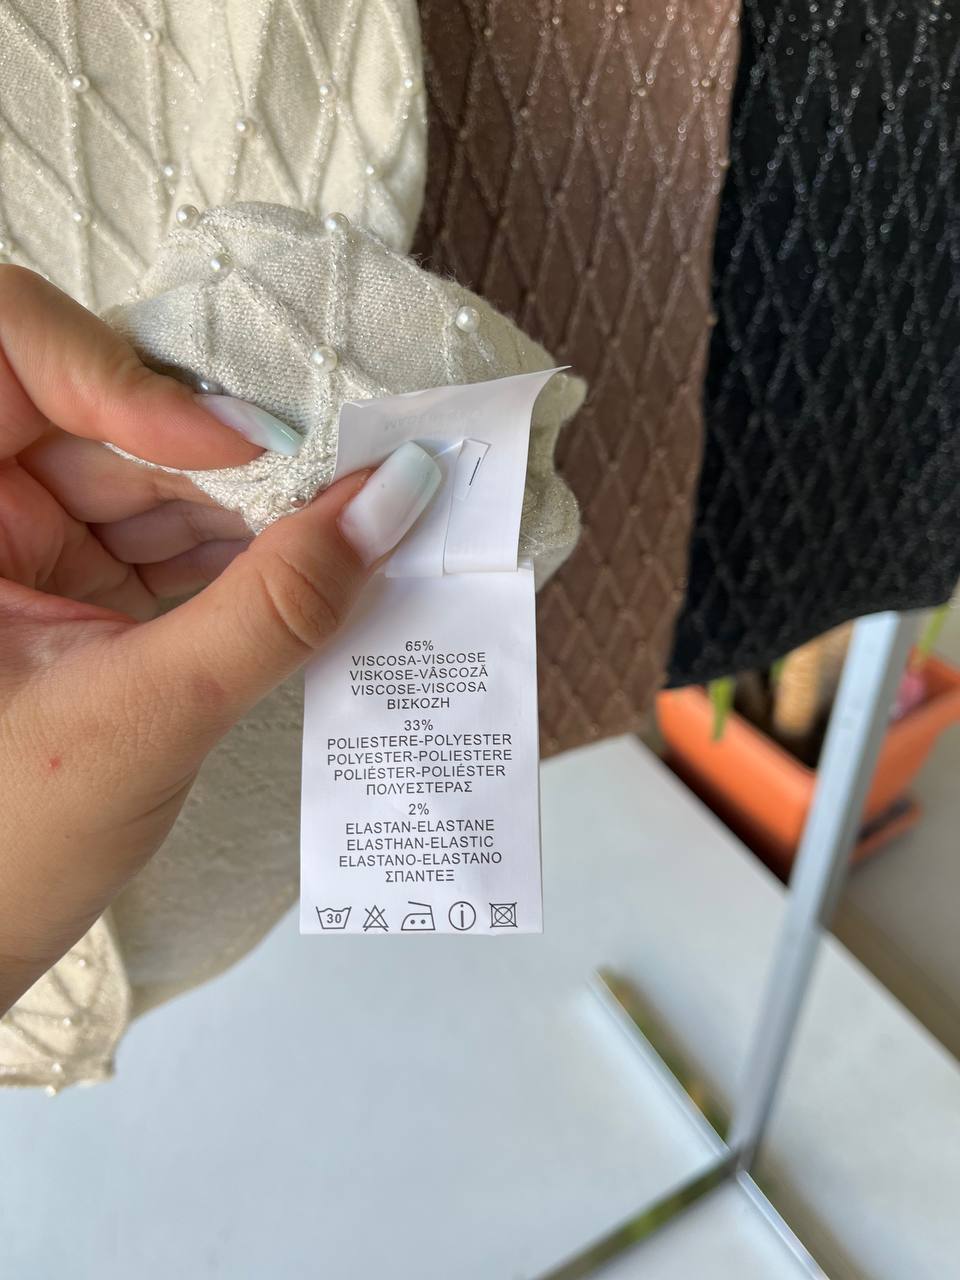 65%
VISCOSA-VISCOSE
VISKOSE-VÂSCOZĂ
VISCOSE-VISCOSA
ΒΙΣΚΟΖΗ
33%
POLIESTERE-POLYESTER
POLYESTER-POLIESTERE
POLIÉSTER-POLIÉSTER
ΠΟΛΥΕΣΤΕΡΑΣ
2%
ELASTAN-ELASTANE
ELASTHAN-ELASTIC
ELASTANO-ELASTANO
ΣΠΑΝΤΕΞ
30